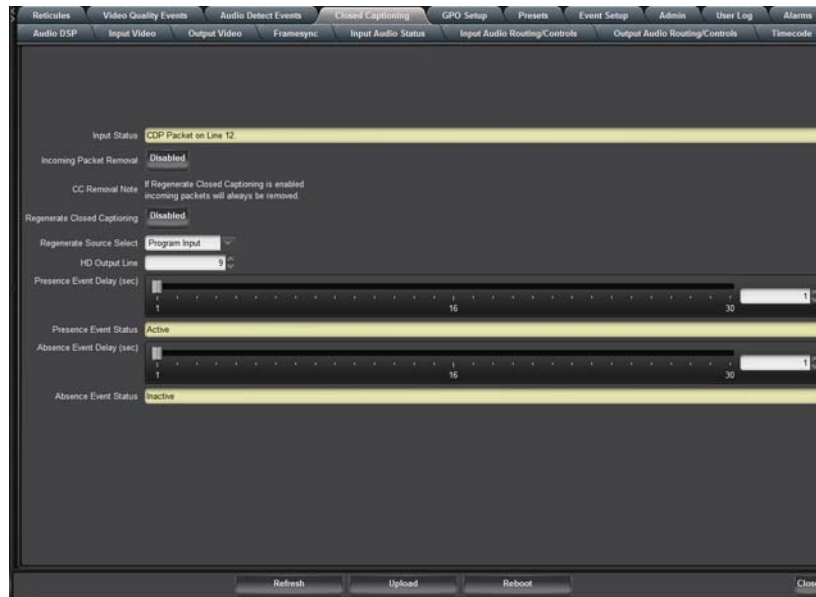 Reticules Video Quality Events Audio Detect Events Closed Captioning GPO Setup Presets Event Setup Admin User Log Alarms
Audio DSP Input Video Output Video Framesync Input Audio Status Input Audio Routing/Controls Output Audio Routing/Controls Timecode
Input Status CDP Packet on Line 12.
Incoming Packet Removal Disabled
CC Removal Note If Regenerate Closed Captioning is enabled
incoming packets will always be removed.
Regenerate Closed Captioning Disabled
Regenerate Source Select Program Input
HD Output Line 9
Presence Event Delay (sec) 1
1 16 30
Presence Event Status Active
Absence Event Delay (sec) 1
1 16 30
Absence Event Status Inactive
Refresh Upload Reboot Clos